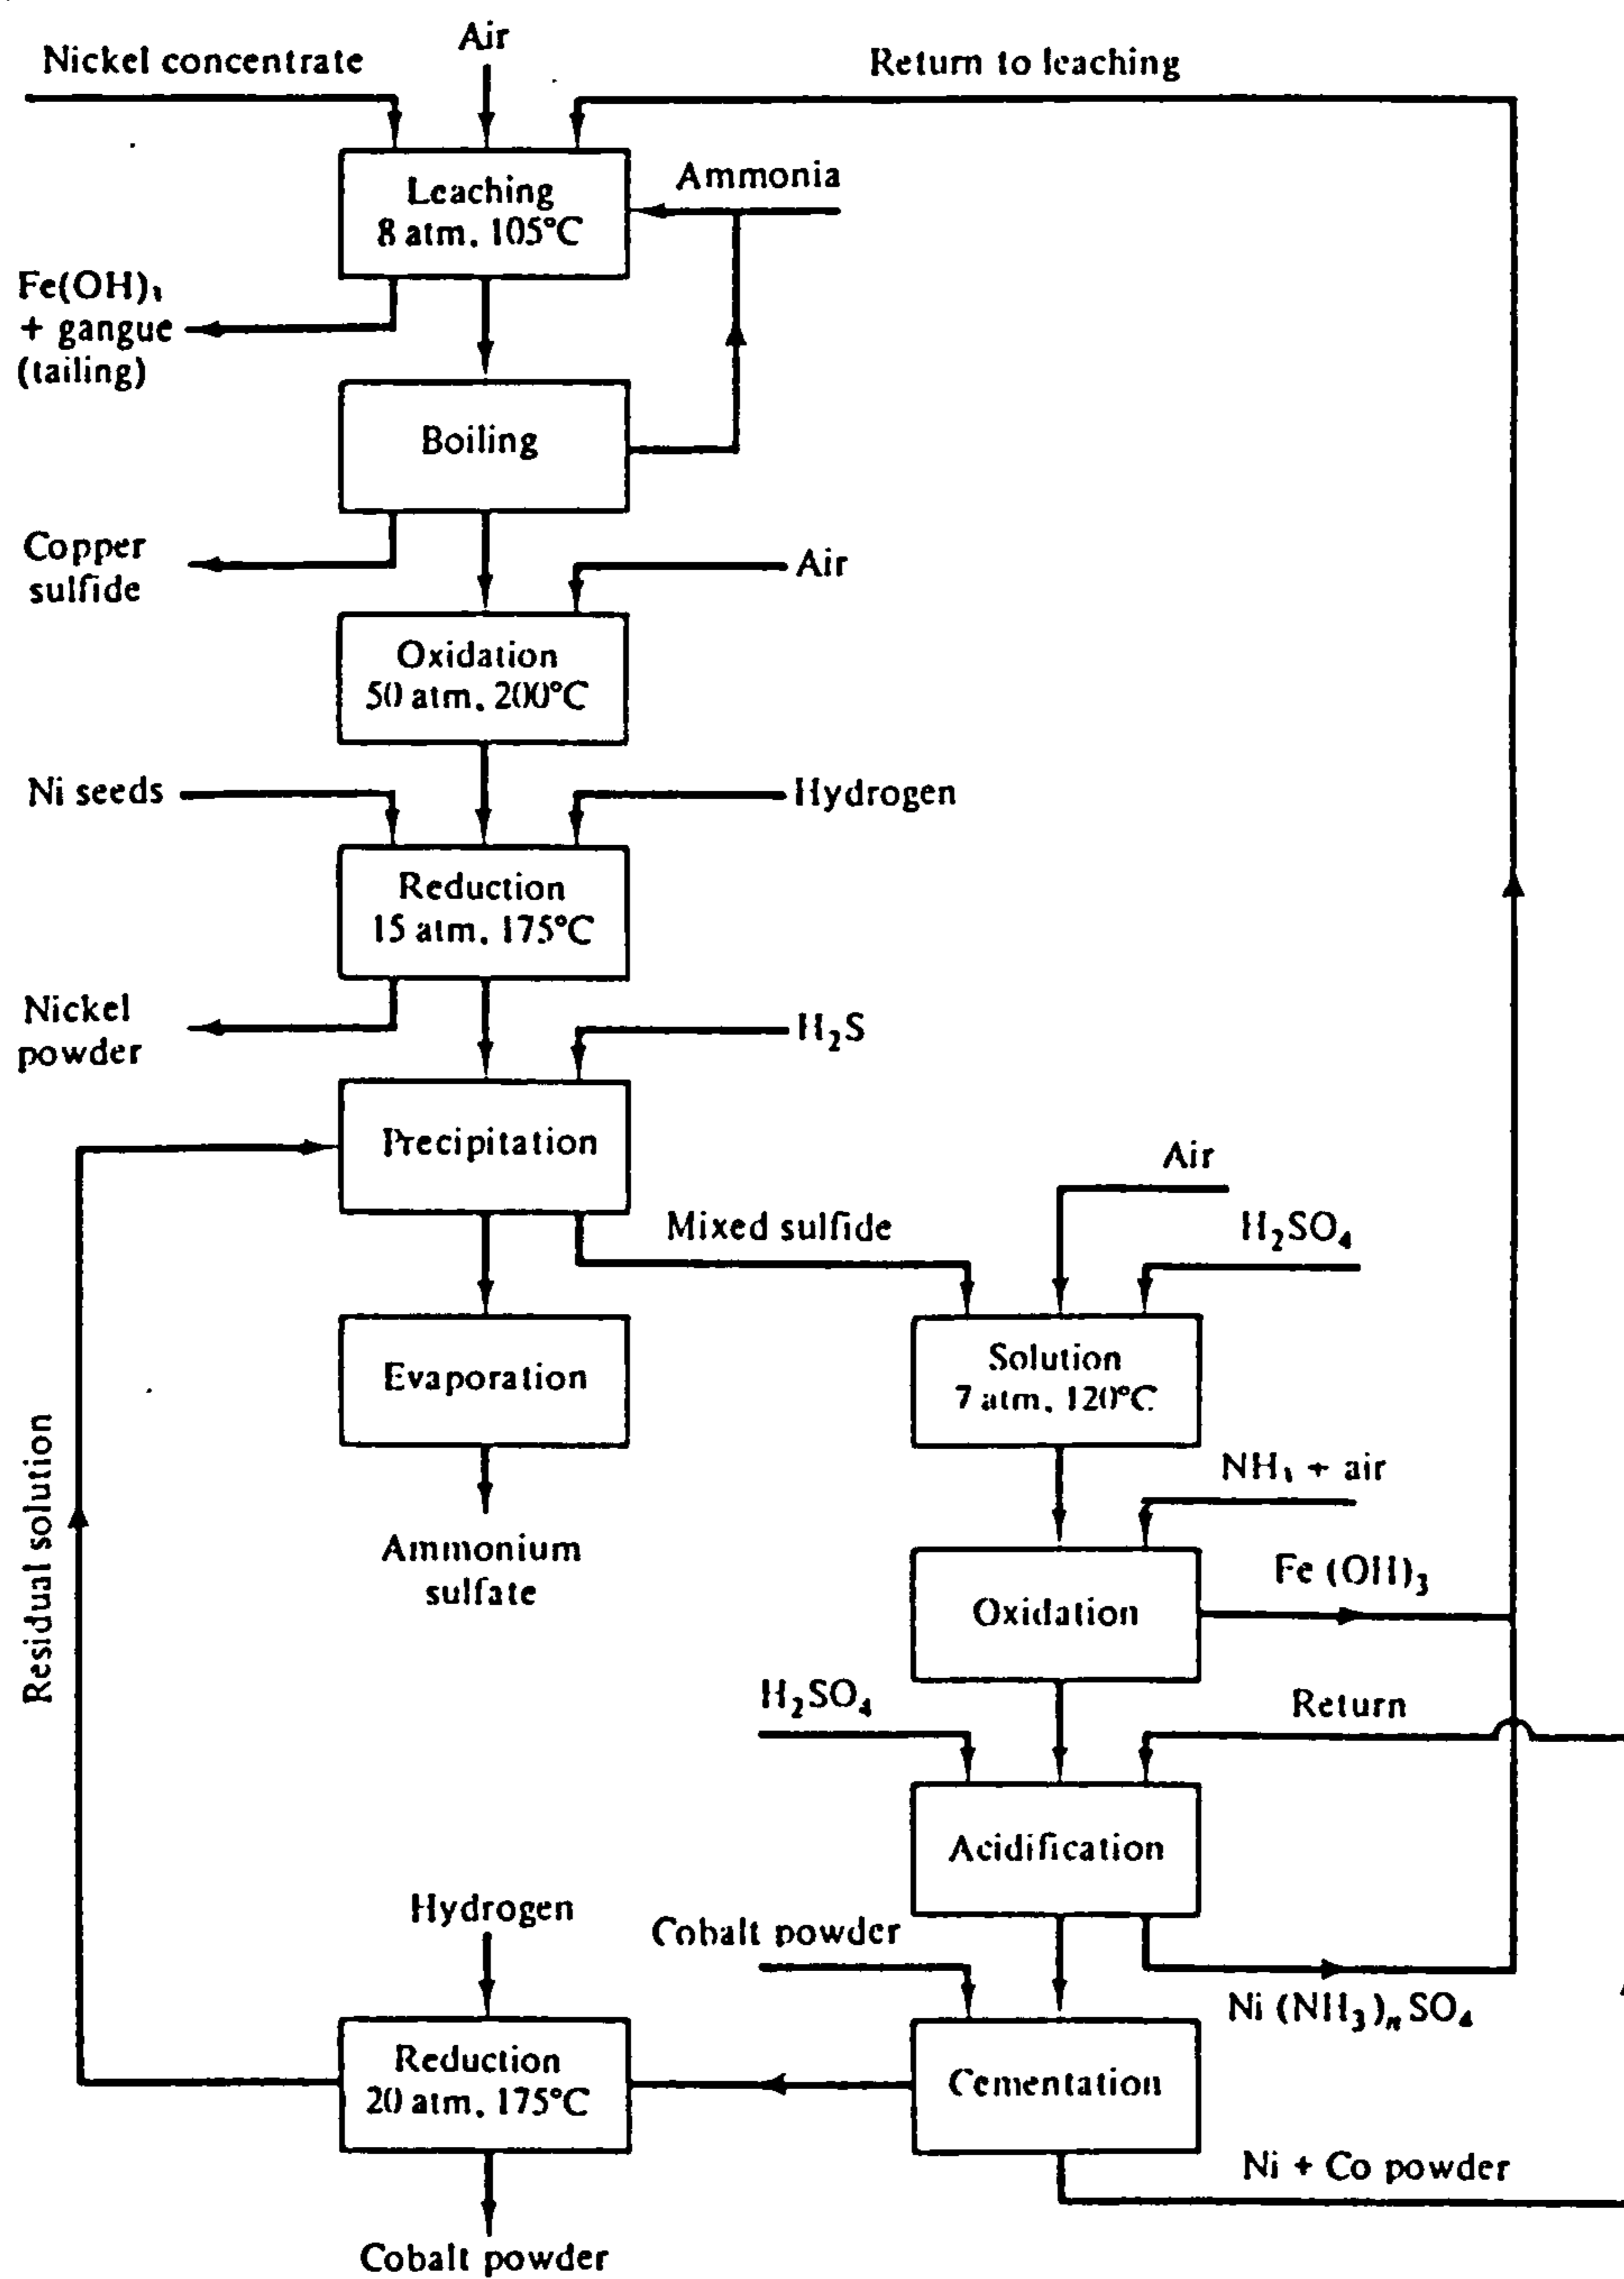 Air
Nickel concentrate
Return to leaching
Ammonia
Leaching
8 atm. 105°C
Fe(OH)₃
+ gangue
(tailing)
Boiling
Copper
sulfide
Air
Oxidation
50 atm. 200°C
Ni seeds
Hydrogen
Reduction
15 atm. 175°C
Nickel
powder
H₂S
Precipitation
Air
Mixed sulfide
H₂SO₄
Evaporation
Solution
7 atm. 120°C
Residual solution
NH₃ + air
Ammonium
sulfate
Fe (OH)₃
Oxidation
H₂SO₄
Return
Acidification
Hydrogen
Cobalt powder
Ni (NH₃)ₙ SO₄
Reduction
20 atm. 175°C
Cementation
Ni + Co powder
Cobalt powder